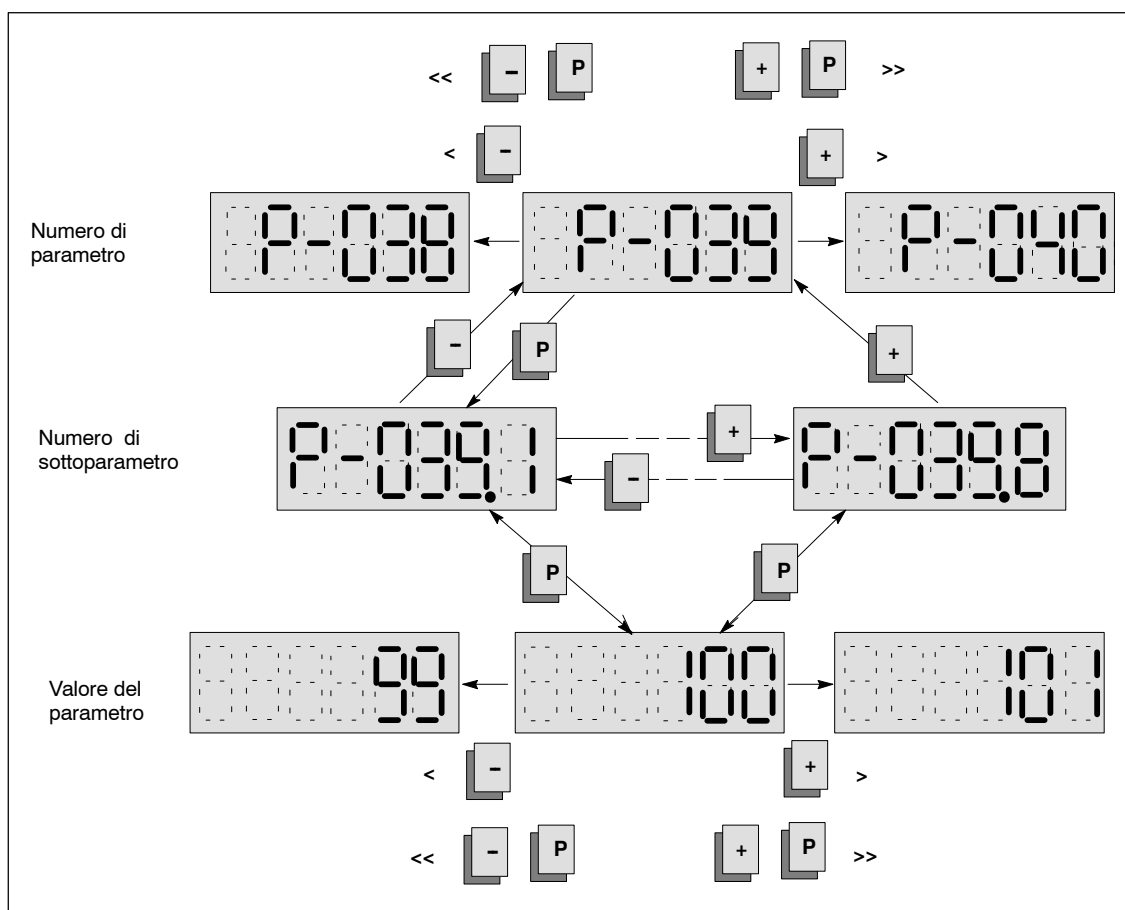 << − P + P >>
< − + >
Numero di
parametro
P-038 P-039 P-040
− P +
Numero di
sottoparametro
P-039.1 + P-039.8
−
P P
Valore del
parametro
99 100 101
< − + >
<< − P + P >>